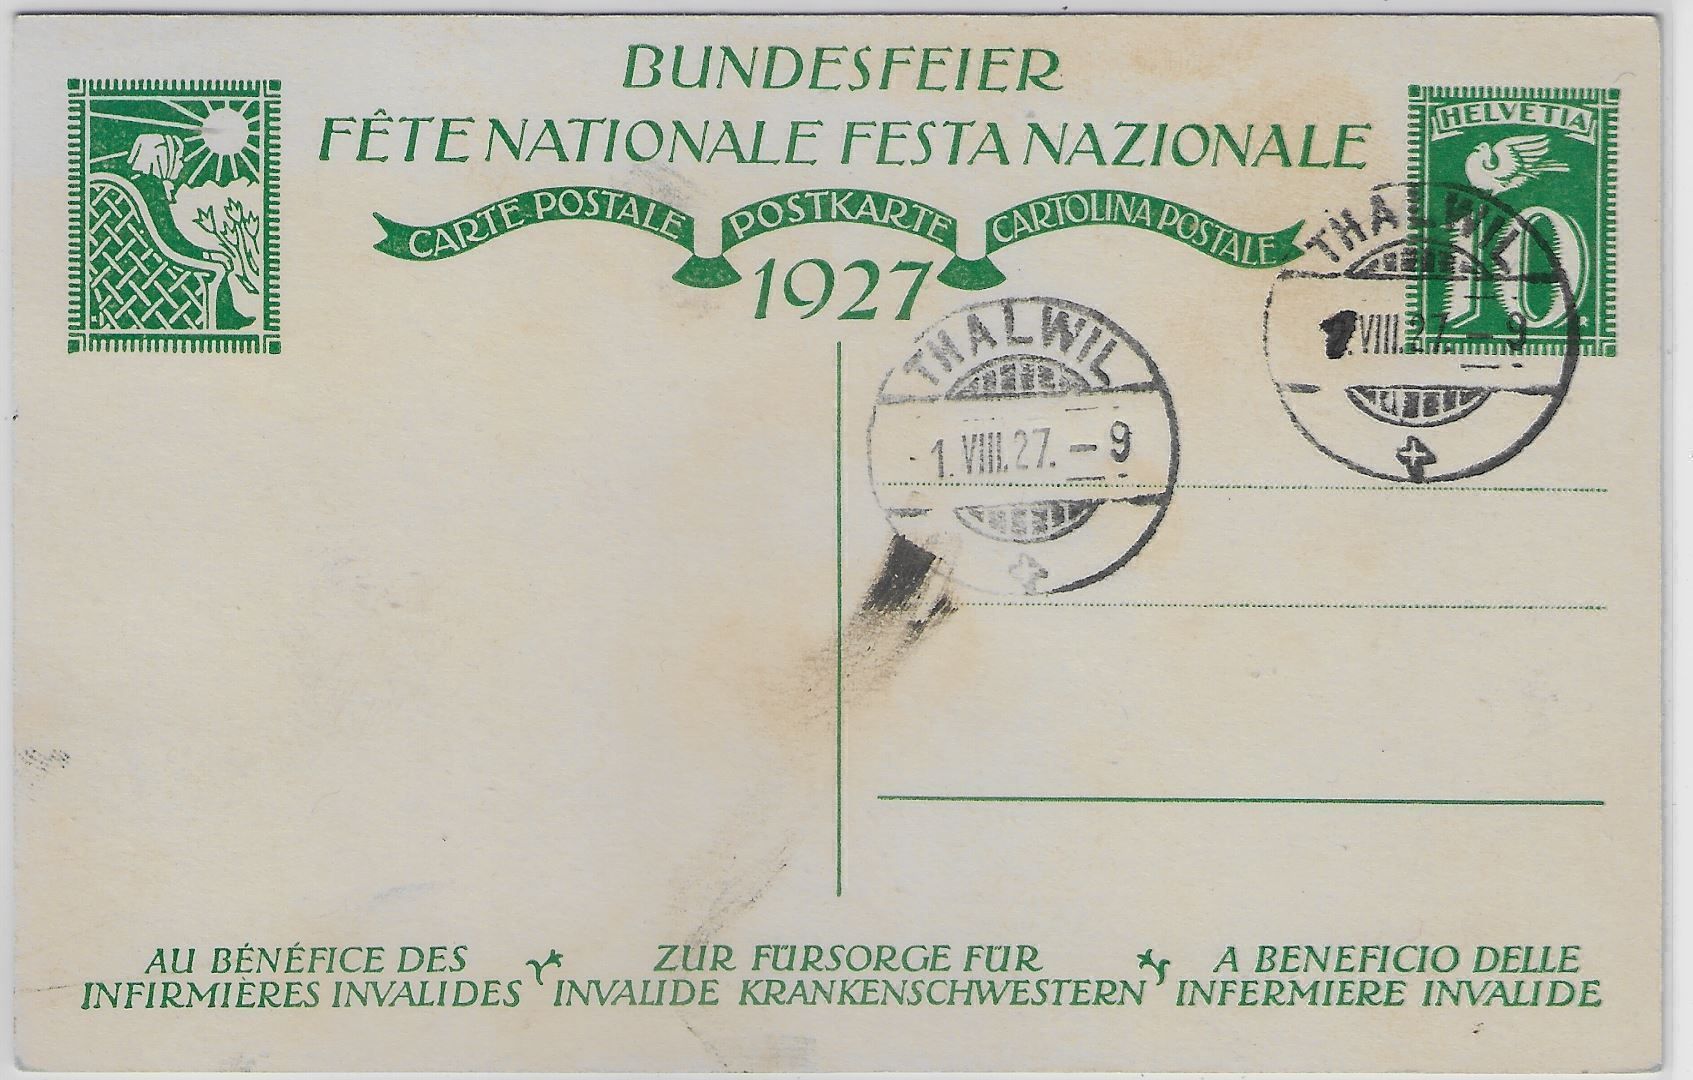 BUNDESFEIER
FÊTE NATIONALE FESTA NAZIONALE
CARTE POSTALE POSTKARTE CARTOLINA POSTALE
1927
HELVETIA
10
THALWIL
1.VIII.27.–9
THALWIL
1.VIII.27.–9
AU BÉNÉFICE DES
INFIRMIÈRES INVALIDES
ZUR FÜRSORGE FÜR
INVALIDE KRANKENSCHWESTERN
A BENEFICIO DELLE
INFERMIERE INVALIDE